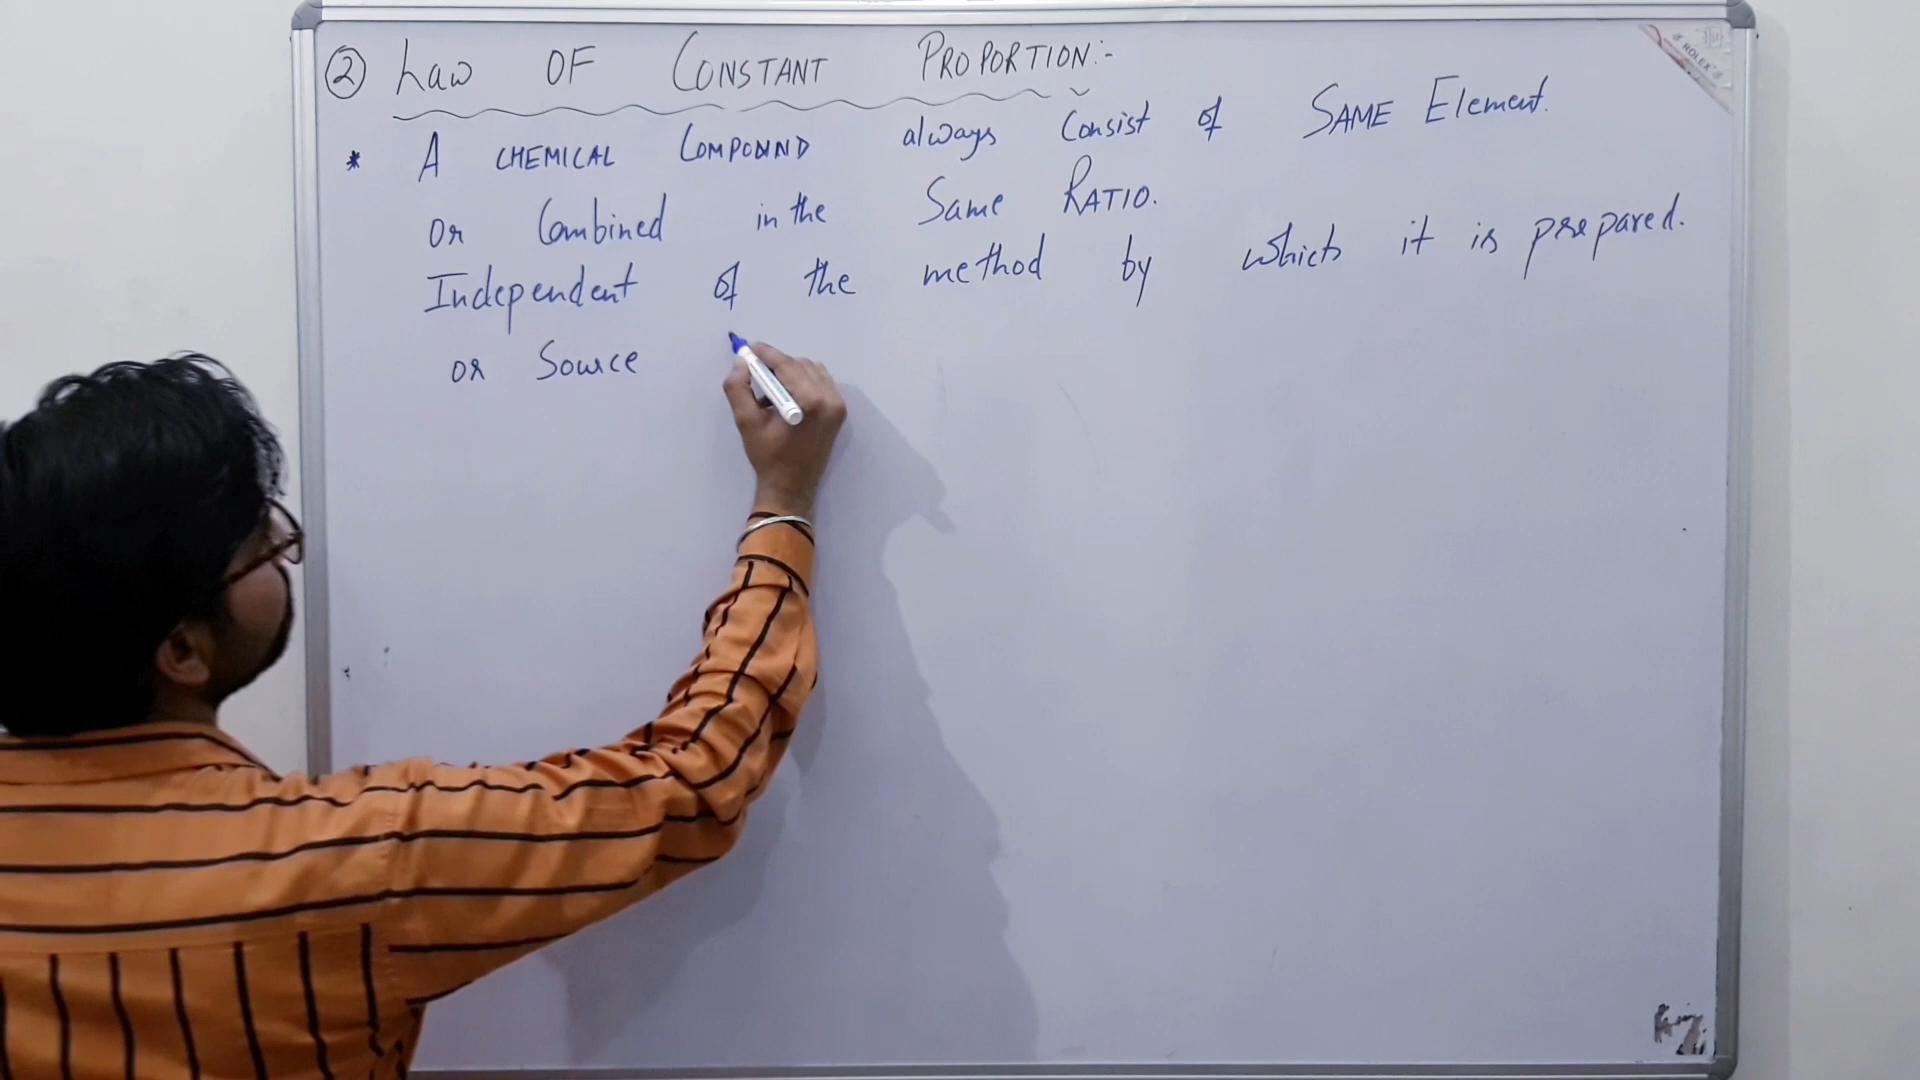 ② Law OF CONSTANT PROPORTION:-
* A CHEMICAL COMPOUND always Consist of SAME Element.
or Combined in the Same RATIO.
Independent of the method by which it is prepared.
or Source
ROLEX